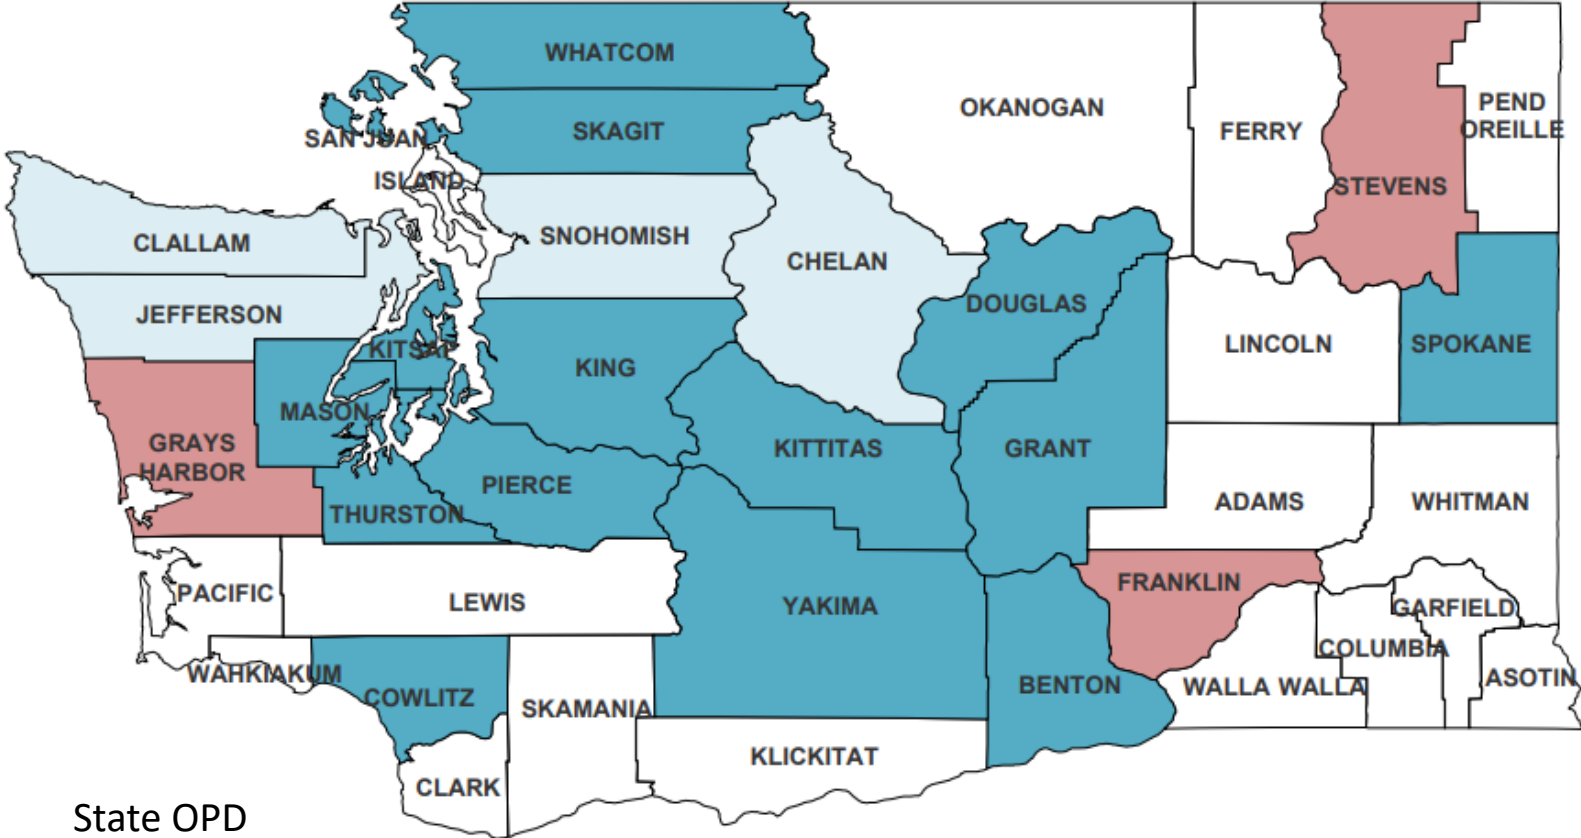 WHATCOM
OKANOGAN
PEND
OREILLE
FERRY
SKAGIT
SAN JUAN
ISLAND
STEVENS
CLALLAM
SNOHOMISH
CHELAN
DOUGLAS
JEFFERSON
KITSAP
KING
LINCOLN
SPOKANE
MASON
GRAYS
HARBOR
KITTITAS
GRANT
PIERCE
THURSTON
ADAMS
WHITMAN
FRANKLIN
PACIFIC
LEWIS
YAKIMA
GARFIELD
COLUMBIA
WAHKIAKUM
COWLITZ
SKAMANIA
BENTON
WALLA WALLA
ASOTIN
KLICKITAT
CLARK
State OPD